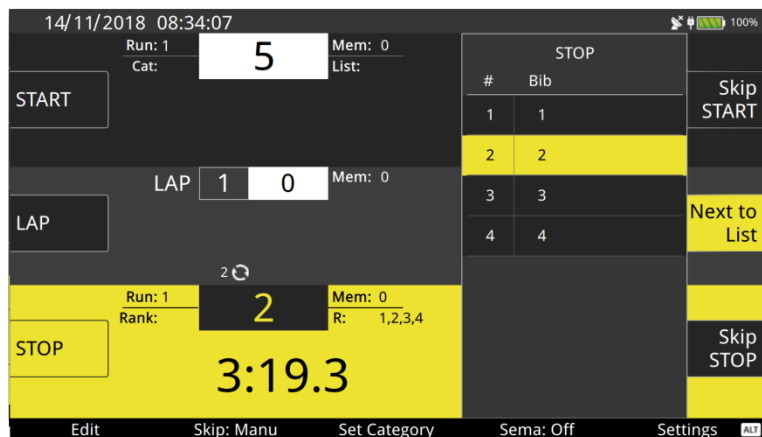 14/11/2018 08:34:07 100%
Run: 1 5 Mem: 0
Cat: List:
START
LAP 1 0 Mem: 0
LAP
2
Run: 1 2 Mem: 0
Rank: R: 1,2,3,4
STOP
3:19.3
STOP
# Bib
1 1
2 2
3 3
4 4
Skip
START
Next to
List
Skip
STOP
Edit Skip: Manu Set Category Sema: Off Settings ALT